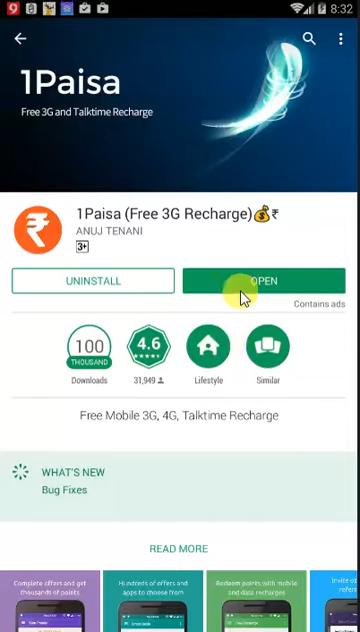 8:32
1Paisa
Free 3G and Talktime Recharge
1Paisa (Free 3G Recharge)💰₹
ANUJ TENANI
3+
UNINSTALL
OPEN
Contains ads
100
THOUSAND
4.6
Downloads
31,949
Lifestyle
Similar
Free Mobile 3G, 4G, Talktime Recharge
WHAT'S NEW
Bug Fixes
READ MORE
Complete offers and get
thousands of points
Hundreds of offers and
apps to choose from
Redeem points with mobile
and data recharges